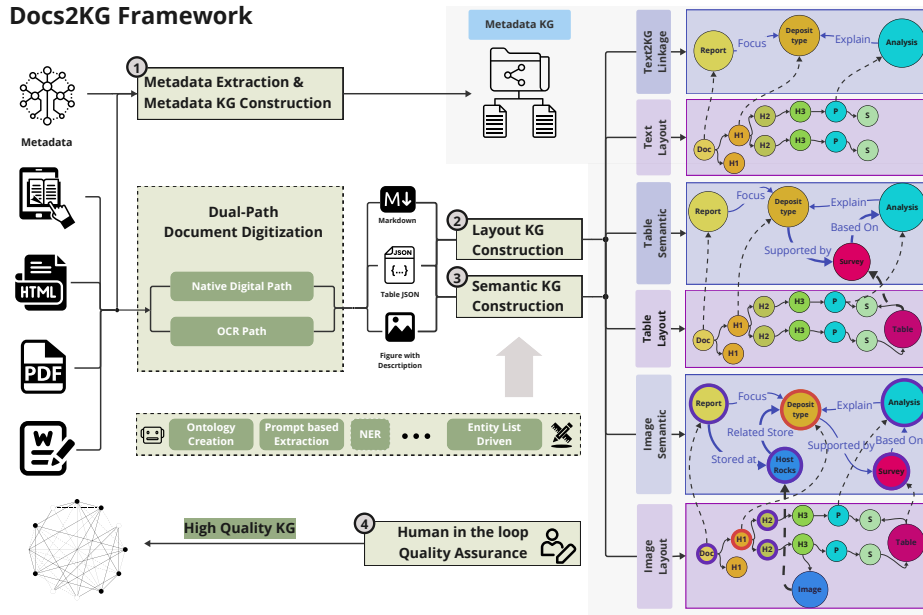 Docs2KG Framework
Metadata
HTML
PDF
W
1
Metadata Extraction &
Metadata KG Construction
Metadata KG
Dual-Path
Document Digitization
Native Digital Path
OCR Path
M
Markdown
JSON
{...}
Table JSON
Figure with
Desctription
2
Layout KG
Construction
3
Semantic KG
Construction
Ontology
Creation
Prompt based
Extraction
NER
Entity List
Driven
4
Human in the loop
Quality Assurance
High Quality KG
Text2KG
Linkage
Report
Focus
Deposit
type
Explain
Analysis
Text
Layout
Doc
H1
H1
H2
H3
P
S
H2
H3
P
S
Table
Semantic
Report
Focus
Deposit
type
Explain
Analysis
Based On
Supported by
Survey
Table
Layout
Doc
H1
H1
H2
H3
P
S
H2
H3
P
S
Table
Image
Semantic
Report
Focus
Deposit
type
Explain
Analysis
Related Store
Supported by
Based On
Stored at
Host
Rocks
Survey
Image
Layout
Doc
H1
H1
H2
H3
P
S
H2
H3
P
S
Table
Image